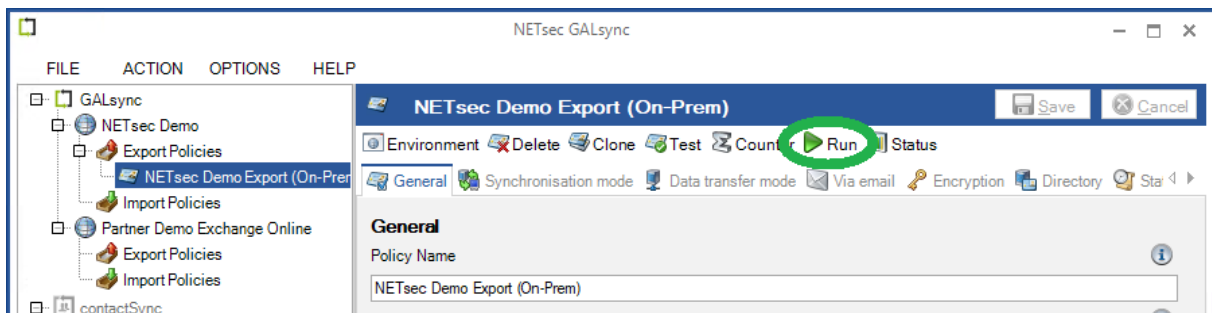 NETsec GALsync
FILE ACTION OPTIONS HELP
GALsync
NETsec Demo
Export Policies
NETsec Demo Export (On-Prer
Import Policies
Partner Demo Exchange Online
Export Policies
Import Policies
contactSync
NETsec Demo Export (On-Prem)
Save Cancel
Environment Delete Clone Test Counter Run Status
General Synchronisation mode Data transfer mode Via email Encryption Directory Sta
General
Policy Name
NETsec Demo Export (On-Prem)